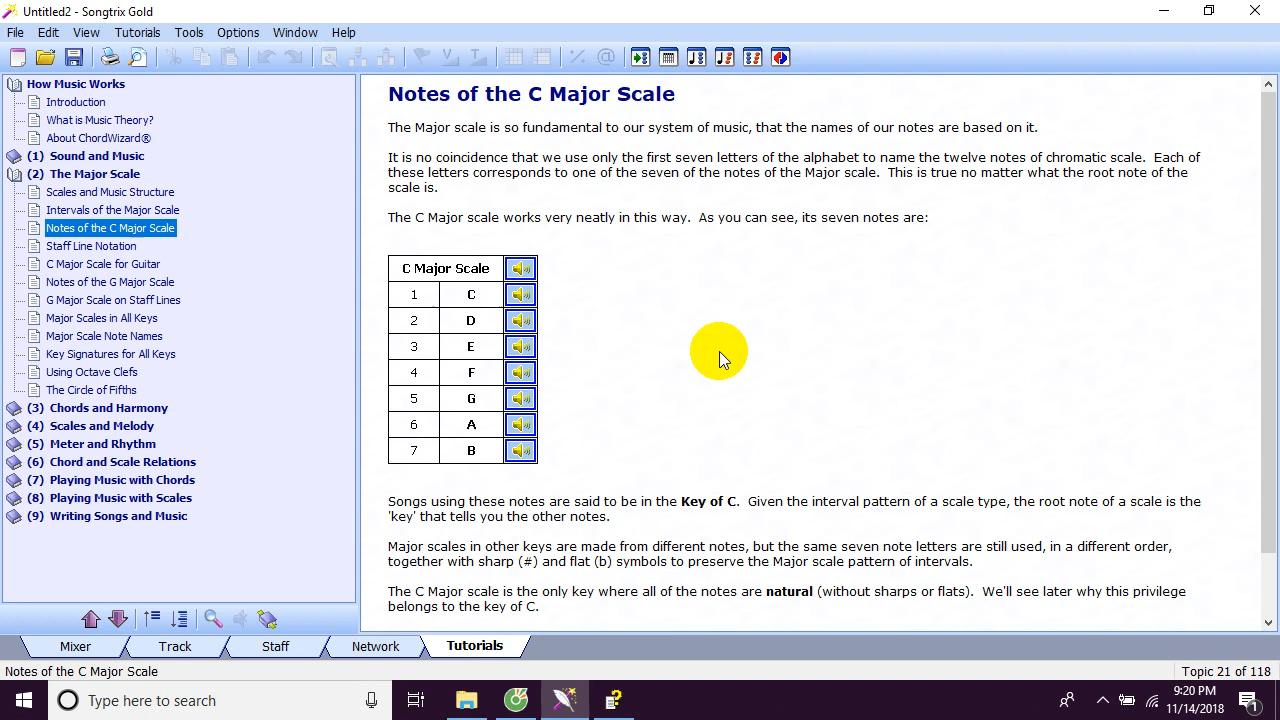 Untitled2 - Songtrix Gold
File Edit View Tutorials Tools Options Window Help
How Music Works
Introduction
What is Music Theory?
About ChordWizard®
(1) Sound and Music
(2) The Major Scale
Scales and Music Structure
Intervals of the Major Scale
Notes of the C Major Scale
Staff Line Notation
C Major Scale for Guitar
Notes of the G Major Scale
G Major Scale on Staff Lines
Major Scales in All Keys
Major Scale Note Names
Key Signatures for All Keys
Using Octave Clefs
The Circle of Fifths
(3) Chords and Harmony
(4) Scales and Melody
(5) Meter and Rhythm
(6) Chord and Scale Relations
(7) Playing Music with Chords
(8) Playing Music with Scales
(9) Writing Songs and Music
Notes of the C Major Scale
The Major scale is so fundamental to our system of music, that the names of our notes are based on it.
It is no coincidence that we use only the first seven letters of the alphabet to name the twelve notes of chromatic scale. Each of
these letters corresponds to one of the seven of the notes of the Major scale. This is true no matter what the root note of the
scale is.
The C Major scale works very neatly in this way. As you can see, its seven notes are:
C Major Scale
1 C
2 D
3 E
4 F
5 G
6 A
7 B
Songs using these notes are said to be in the Key of C. Given the interval pattern of a scale type, the root note of a scale is the
'key' that tells you the other notes.
Major scales in other keys are made from different notes, but the same seven note letters are still used, in a different order,
together with sharp (#) and flat (b) symbols to preserve the Major scale pattern of intervals.
The C Major scale is the only key where all of the notes are natural (without sharps or flats). We'll see later why this privilege
belongs to the key of C.
Mixer Track Staff Network Tutorials
Notes of the C Major Scale Topic 21 of 118
Type here to search
9:20 PM
11/14/2018
1